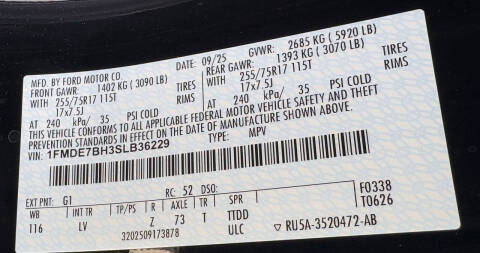 MFD. BY FORD MOTOR CO.
DATE: 09/25 GVWR: 2685 KG ( 5920 LB)
FRONT GAWR: 1402 KG ( 3090 LB) REAR GAWR: 1393 KG ( 3070 LB)
WITH 255/75R17 115T TIRES WITH 255/75R17 115T TIRES
17x7.5J RIMS 17x7.5J RIMS
AT 240 kPa/ 35 PSI COLD AT 240 kPa/ 35 PSI COLD
THIS VEHICLE CONFORMS TO ALL APPLICABLE FEDERAL MOTOR VEHICLE SAFETY AND THEFT
PREVENTION STANDARDS IN EFFECT ON THE DATE OF MANUFACTURE SHOWN ABOVE.
VIN: 1FMDE7BH3SLB36229 TYPE: MPV
EXT PNT: G1 RC: 52 DSO: F0338
WB INT TR TP/PS R AXLE TR SPR T0626
116 LV Z 73 T TTDD
3202509173878 ULC ▽ RU5A-3520472-AB